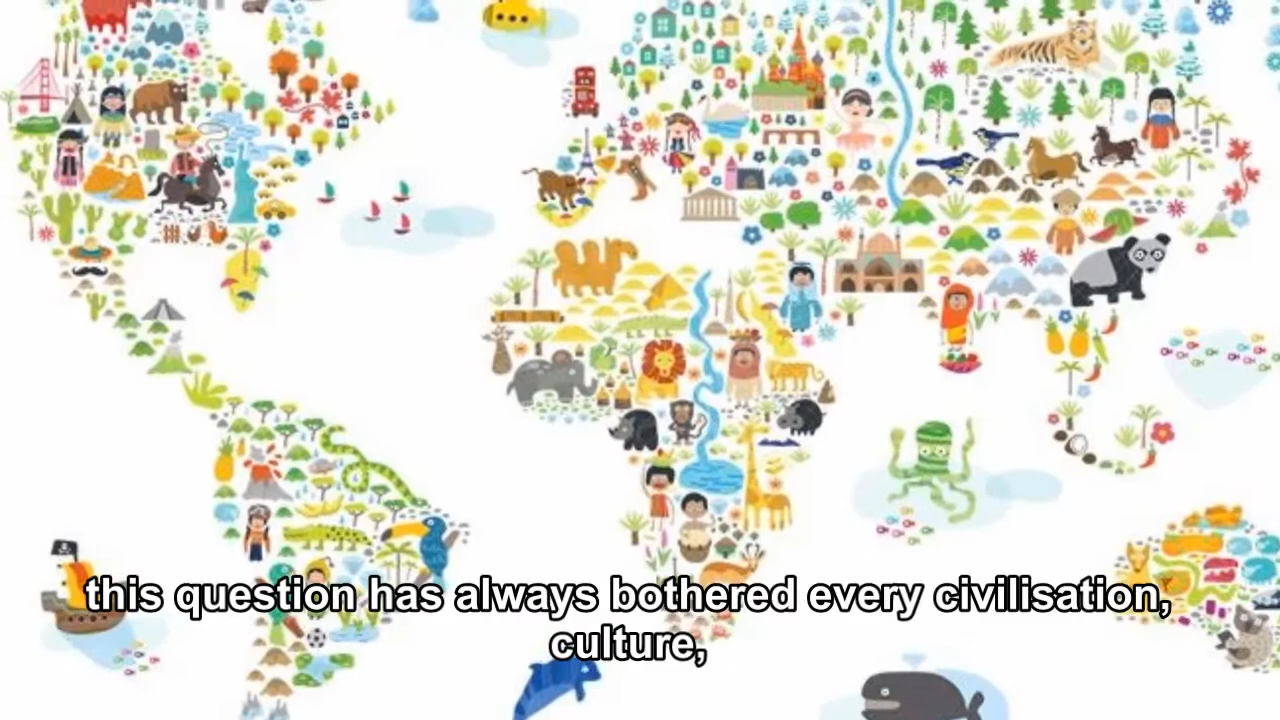 this question has always bothered every civilisation,
culture,